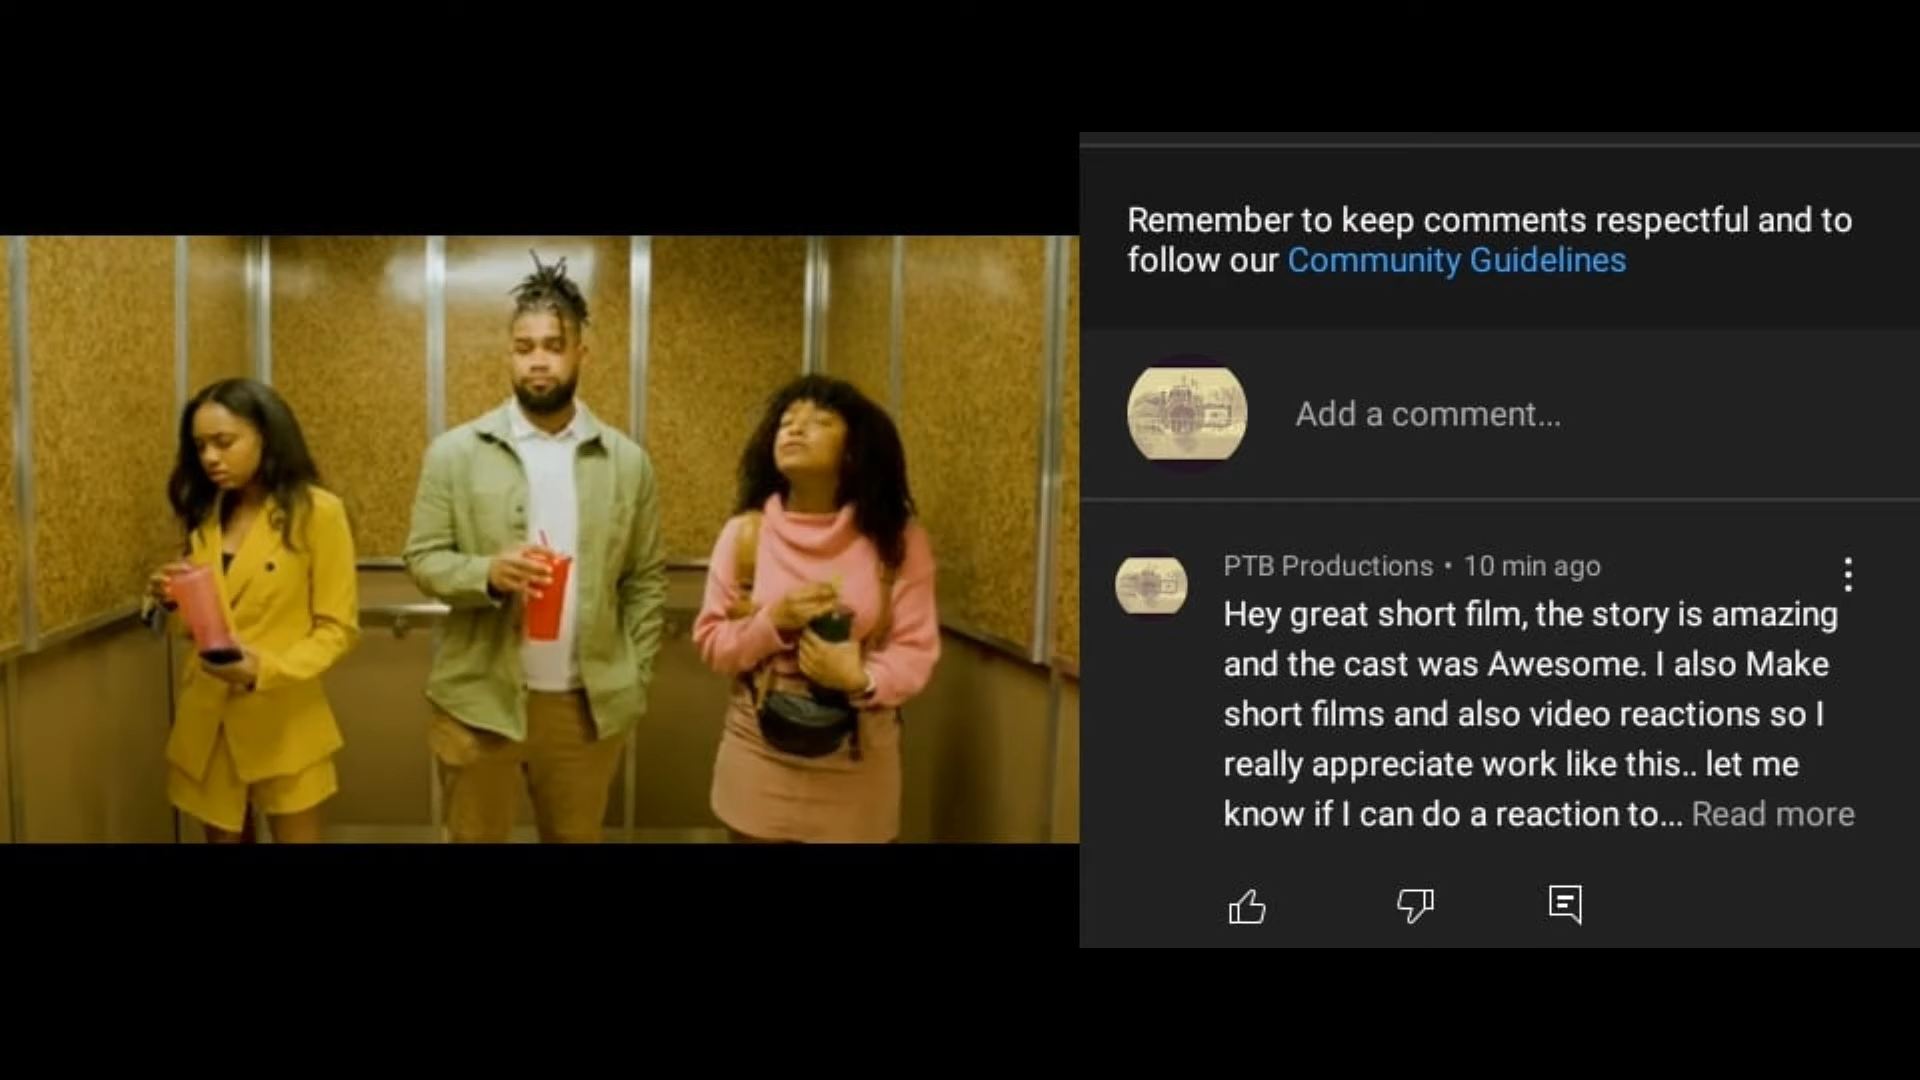 Remember to keep comments respectful and to
follow our Community Guidelines
Add a comment...
PTB Productions • 10 min ago
Hey great short film, the story is amazing
and the cast was Awesome. I also Make
short films and also video reactions so I
really appreciate work like this.. let me
know if I can do a reaction to... Read more